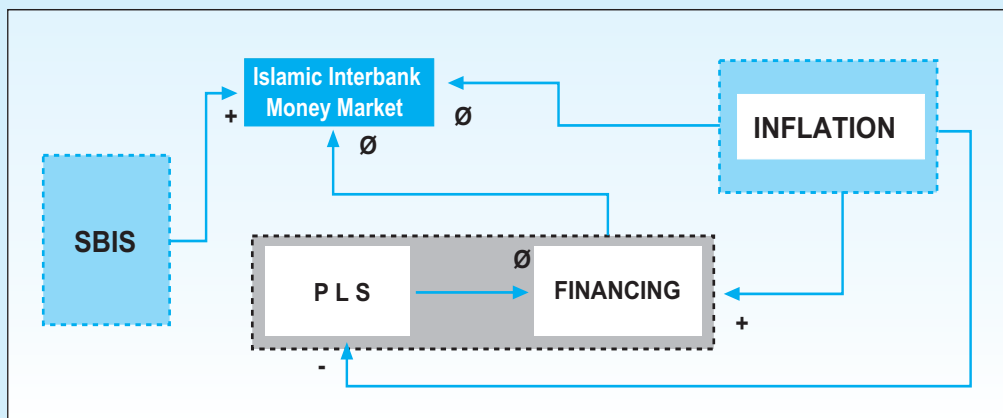 Islamic Interbank
Money Market
+
Ø
Ø
INFLATION
SBIS
P L S
Ø
FINANCING
+
-